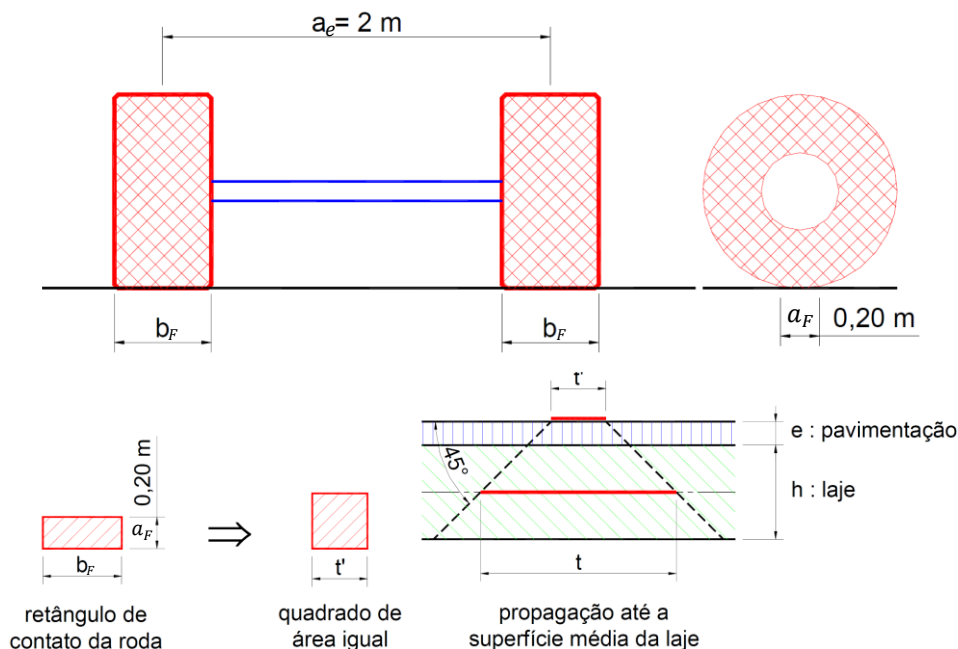 aₑ= 2 m
b_F
b_F
a_F 0,20 m
t'
e : pavimentação
45°
h : laje
0,20 m
a_F
b_F
t'
t
retângulo de
contato da roda
quadrado de
área igual
propagação até a
superfície média da laje